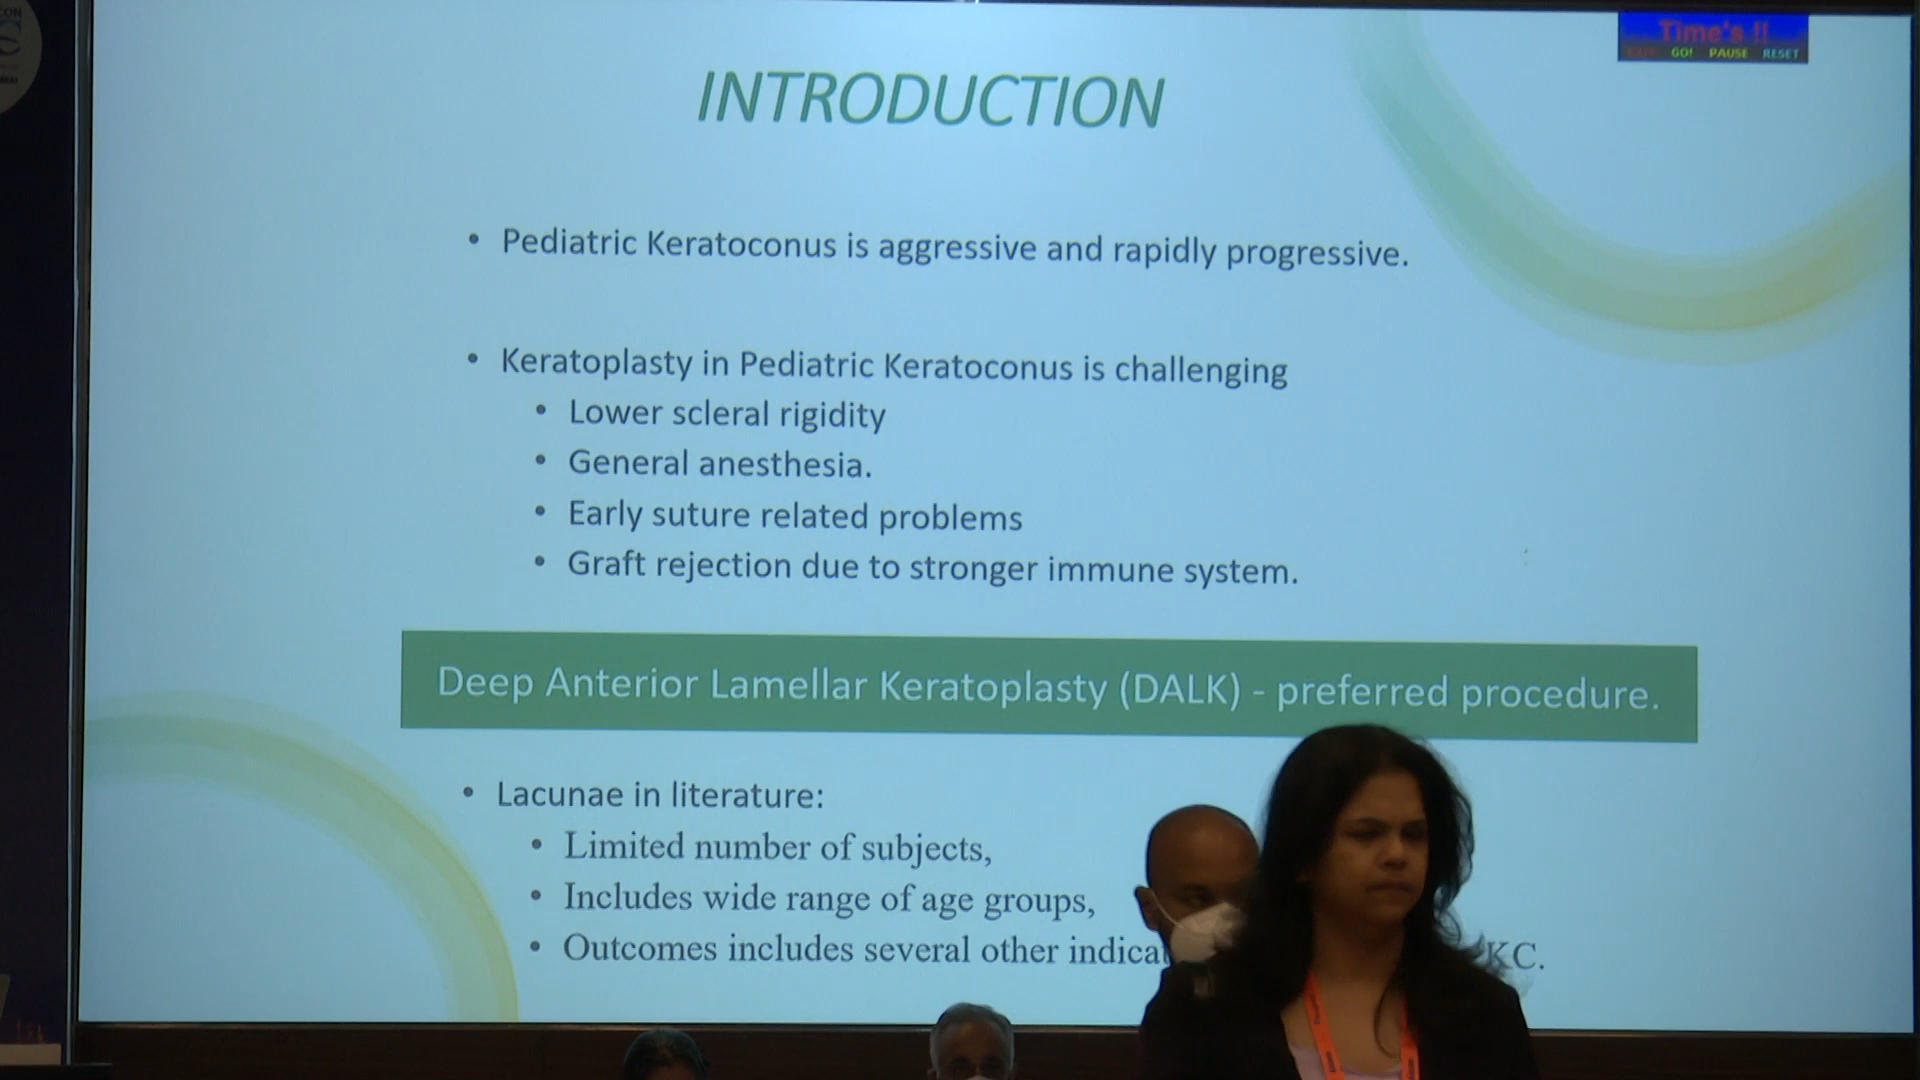 CON
Time's !!
GO! PAUSE RESET
INTRODUCTION
• Pediatric Keratoconus is aggressive and rapidly progressive.
• Keratoplasty in Pediatric Keratoconus is challenging
• Lower scleral rigidity
• General anesthesia.
• Early suture related problems
• Graft rejection due to stronger immune system.
Deep Anterior Lamellar Keratoplasty (DALK) - preferred procedure.
• Lacunae in literature:
• Limited number of subjects,
• Includes wide range of age groups,
• Outcomes includes several other KC.